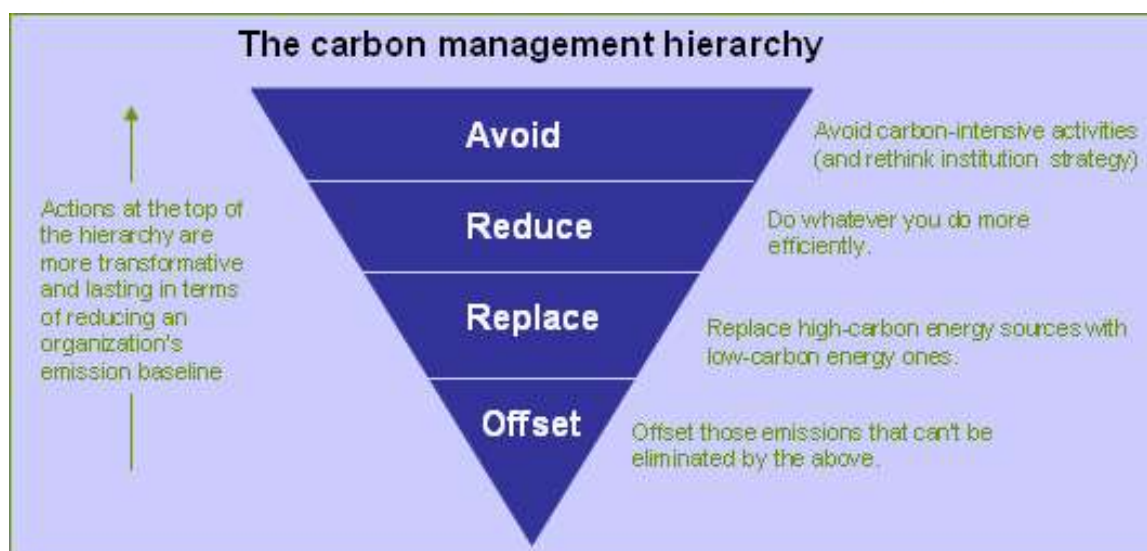 The carbon management hierarchy
Avoid
Avoid carbon-intensive activities
(and rethink institution strategy)
Actions at the top of
the hierarchy are
more transformative
and lasting in terms
of reducing an
organization's
emission baseline
Reduce
Do whatever you do more
efficiently.
Replace
Replace high-carbon energy sources with
low-carbon energy ones.
Offset
Offset those emissions that can't be
eliminated by the above.